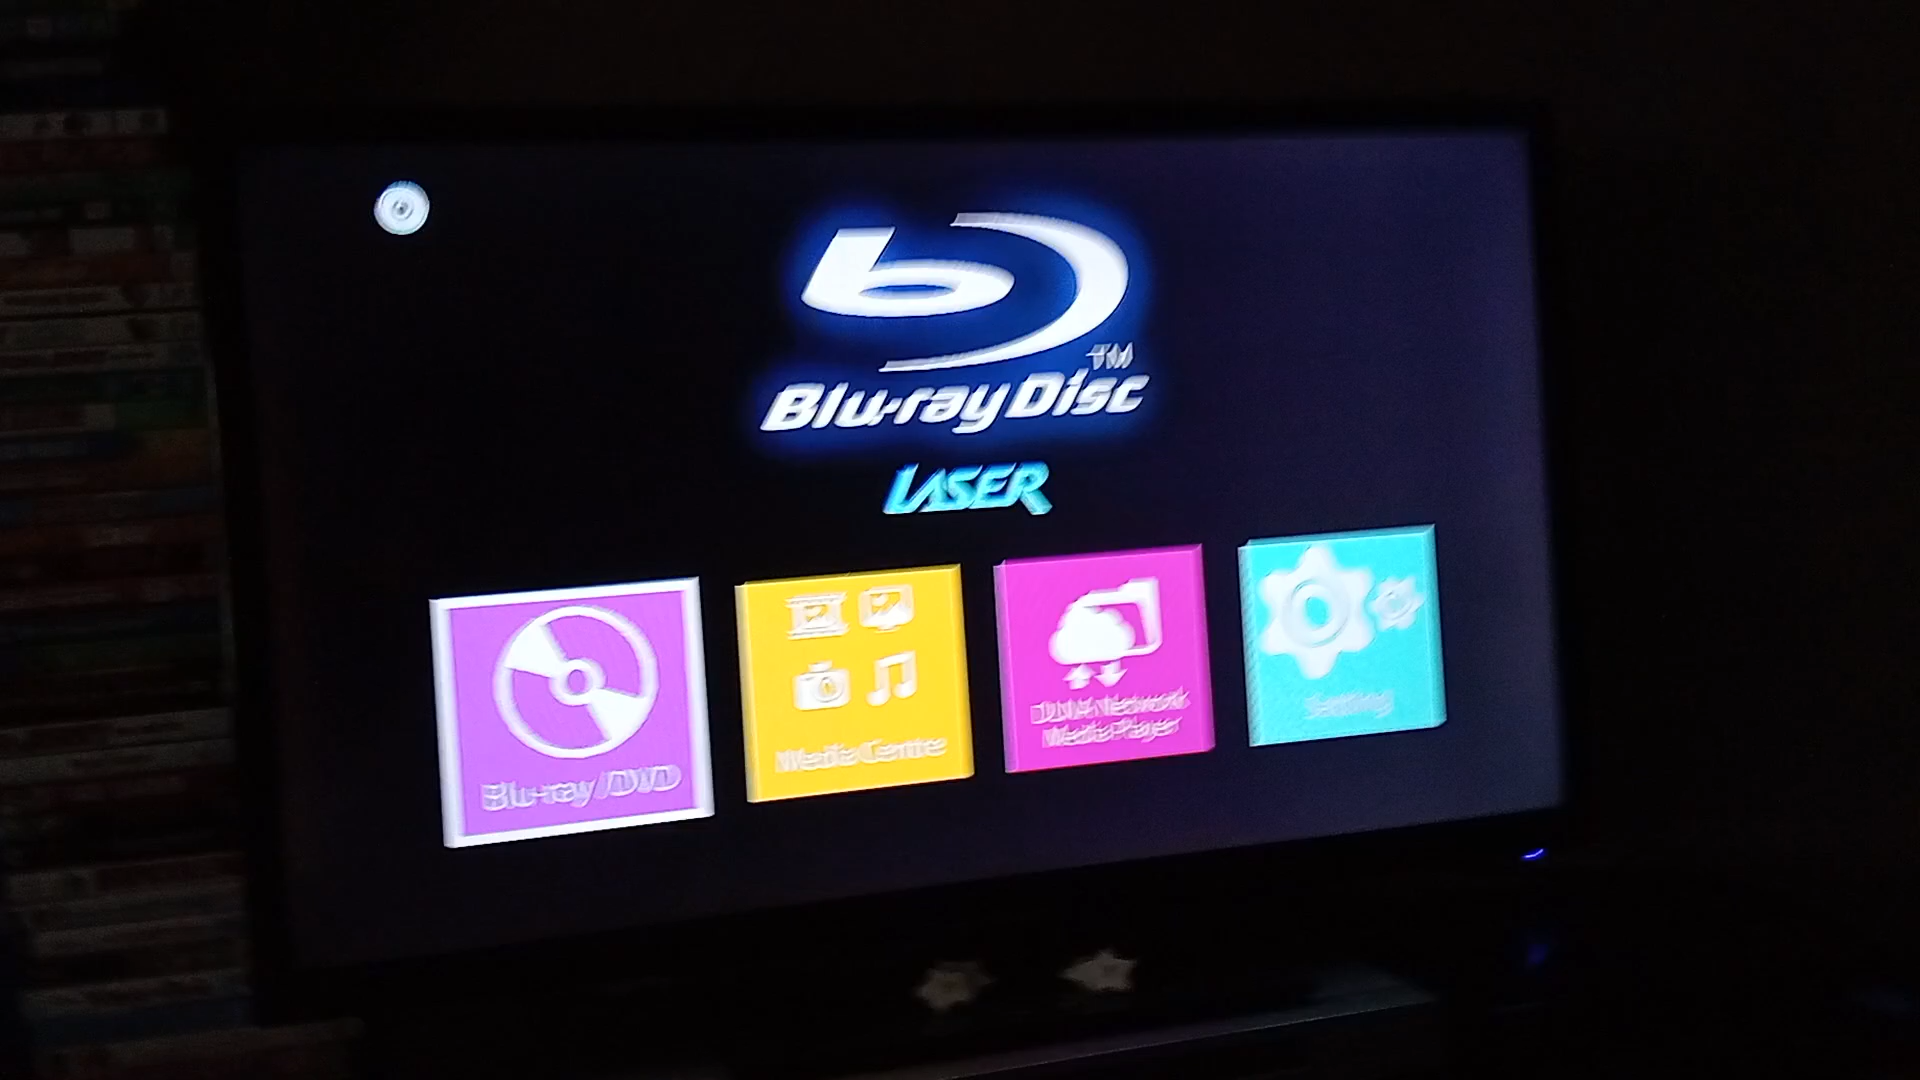 TM
Blu-ray Disc
LASER
Blu-ray /DVD
Media Centre
DLNA Network
Media Player
Setting